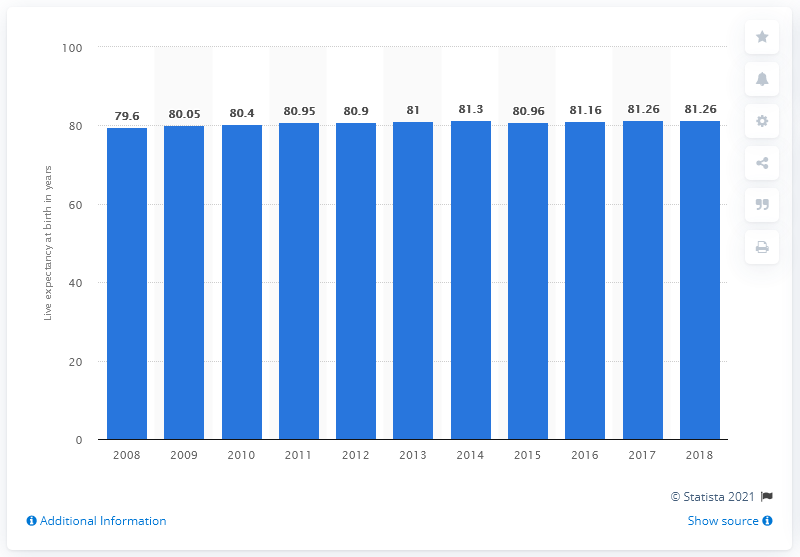 100
80
60
40
20
0
Live expectancy at birth in years
79.6 80.05 80.4 80.95 80.9 81 81.3 80.96 81.16 81.26 81.26
2008 2009 2010 2011 2012 2013 2014 2015 2016 2017 2018
© Statista 2021
Additional Information
Show source